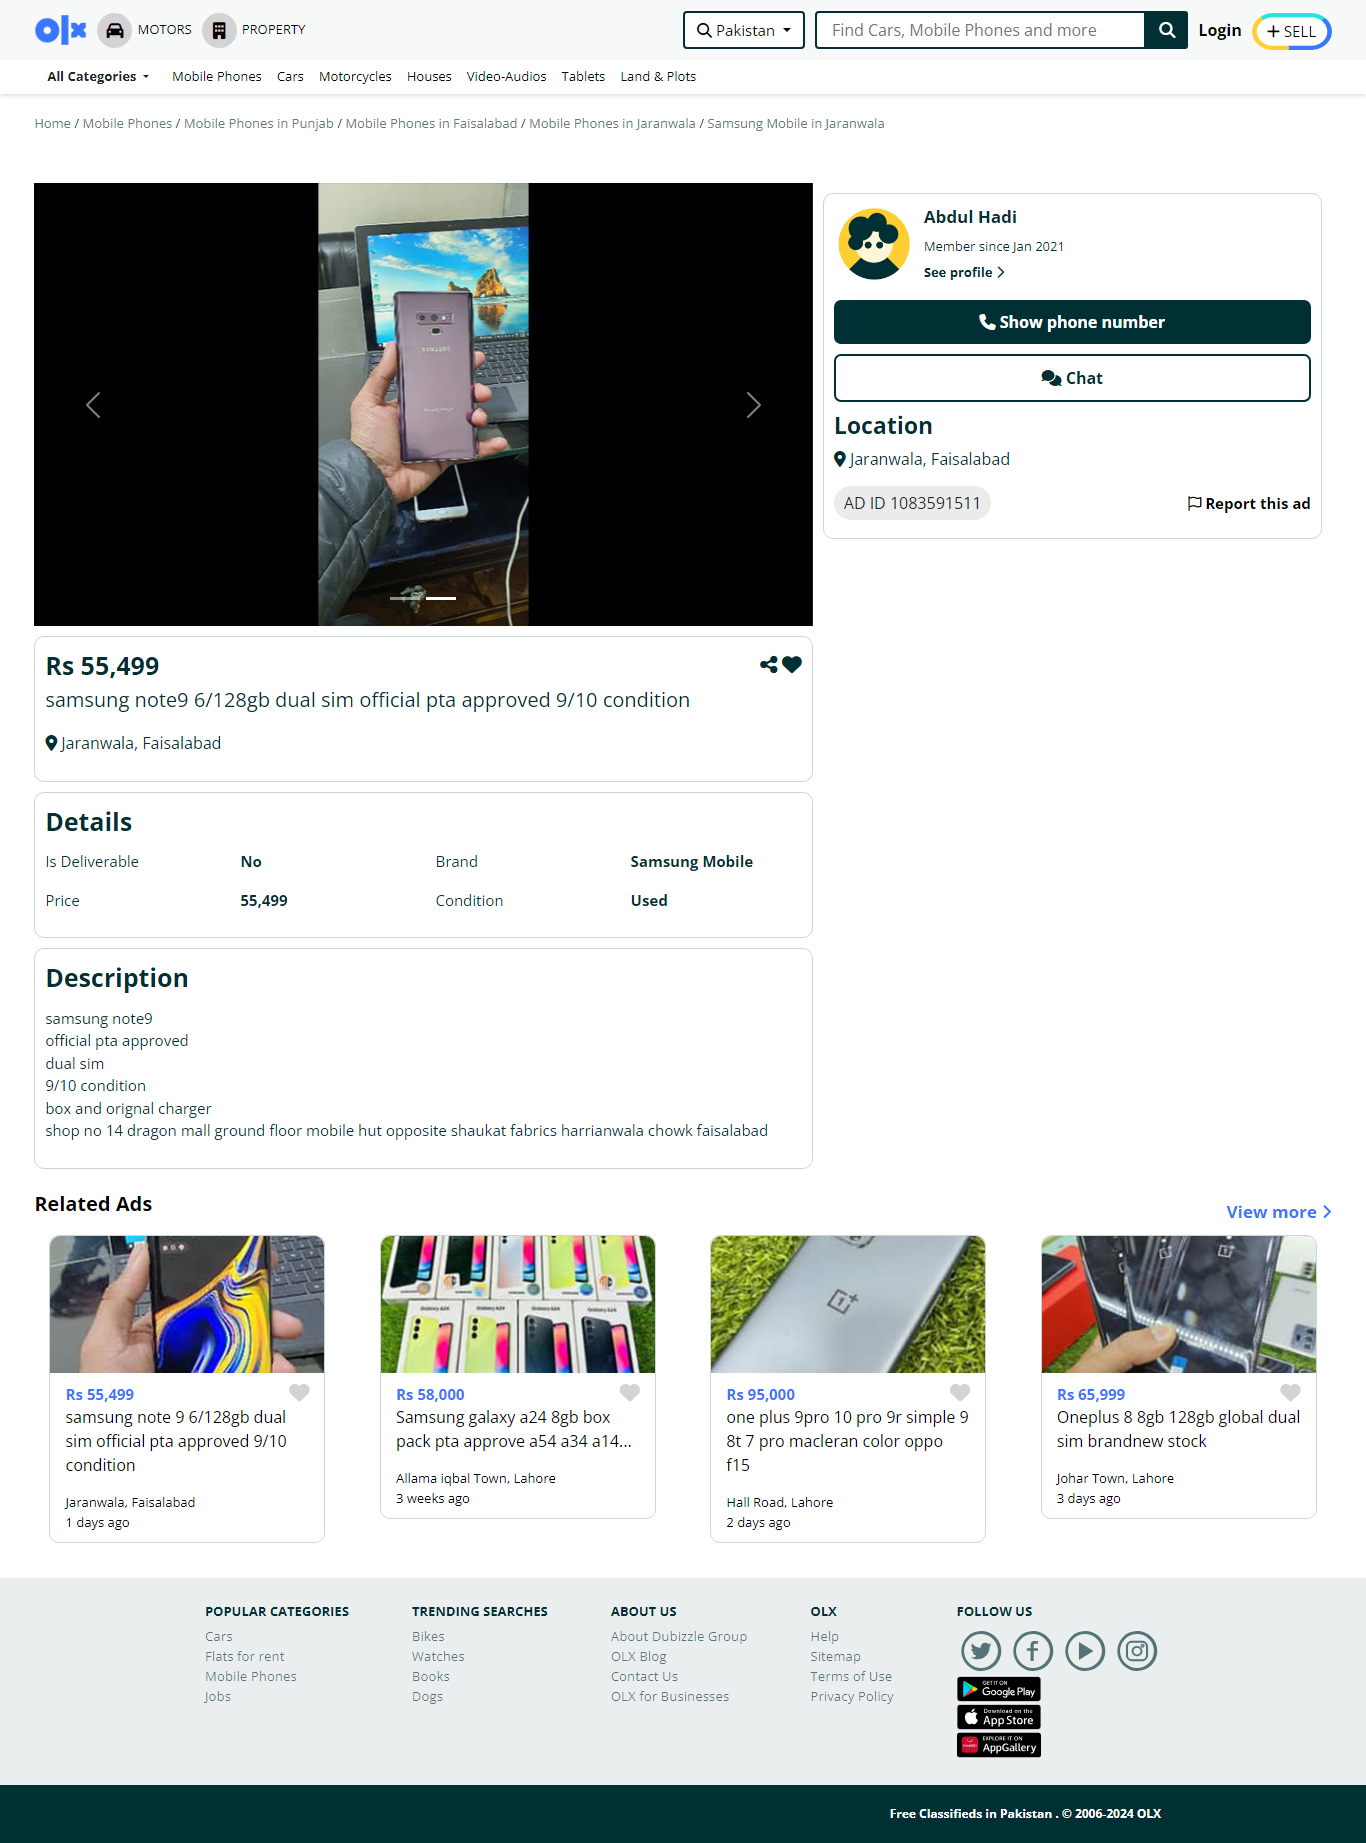 olx MOTORS PROPERTY Pakistan Find Cars, Mobile Phones and more Login + SELL
All Categories Mobile Phones Cars Motorcycles Houses Video-Audios Tablets Land & Plots
Home / Mobile Phones / Mobile Phones in Punjab / Mobile Phones in Faisalabad / Mobile Phones in Jaranwala / Samsung Mobile in Jaranwala
SAMSUNG
Abdul Hadi
Member since Jan 2021
See profile
Show phone number
Chat
Location
Jaranwala, Faisalabad
AD ID 1083591511
Report this ad
Rs 55,499
samsung note9 6/128gb dual sim official pta approved 9/10 condition
Jaranwala, Faisalabad
Details
Is Deliverable No Brand Samsung Mobile
Price 55,499 Condition Used
Description
samsung note9
official pta approved
dual sim
9/10 condition
box and orignal charger
shop no 14 dragon mall ground floor mobile hut opposite shaukat fabrics harrianwala chowk faisalabad
Related Ads
View more
Rs 55,499
samsung note 9 6/128gb dual
sim official pta approved 9/10
condition
Jaranwala, Faisalabad
1 days ago
Galaxy A24 Galaxy A24 Galaxy A24 Galaxy A24
Rs 58,000
Samsung galaxy a24 8gb box
pack pta approve a54 a34 a14...
Allama iqbal Town, Lahore
3 weeks ago
Rs 95,000
one plus 9pro 10 pro 9r simple 9
8t 7 pro macleran color oppo
f15
Hall Road, Lahore
2 days ago
Rs 65,999
Oneplus 8 8gb 128gb global dual
sim brandnew stock
Johar Town, Lahore
3 days ago
POPULAR CATEGORIES
Cars
Flats for rent
Mobile Phones
Jobs
TRENDING SEARCHES
Bikes
Watches
Books
Dogs
ABOUT US
About Dubizzle Group
OLX Blog
Contact Us
OLX for Businesses
OLX
Help
Sitemap
Terms of Use
Privacy Policy
FOLLOW US
GET IT ON
Google Play
Download on the
App Store
EXPLORE IT ON
AppGallery
Free Classifieds in Pakistan . © 2006-2024 OLX